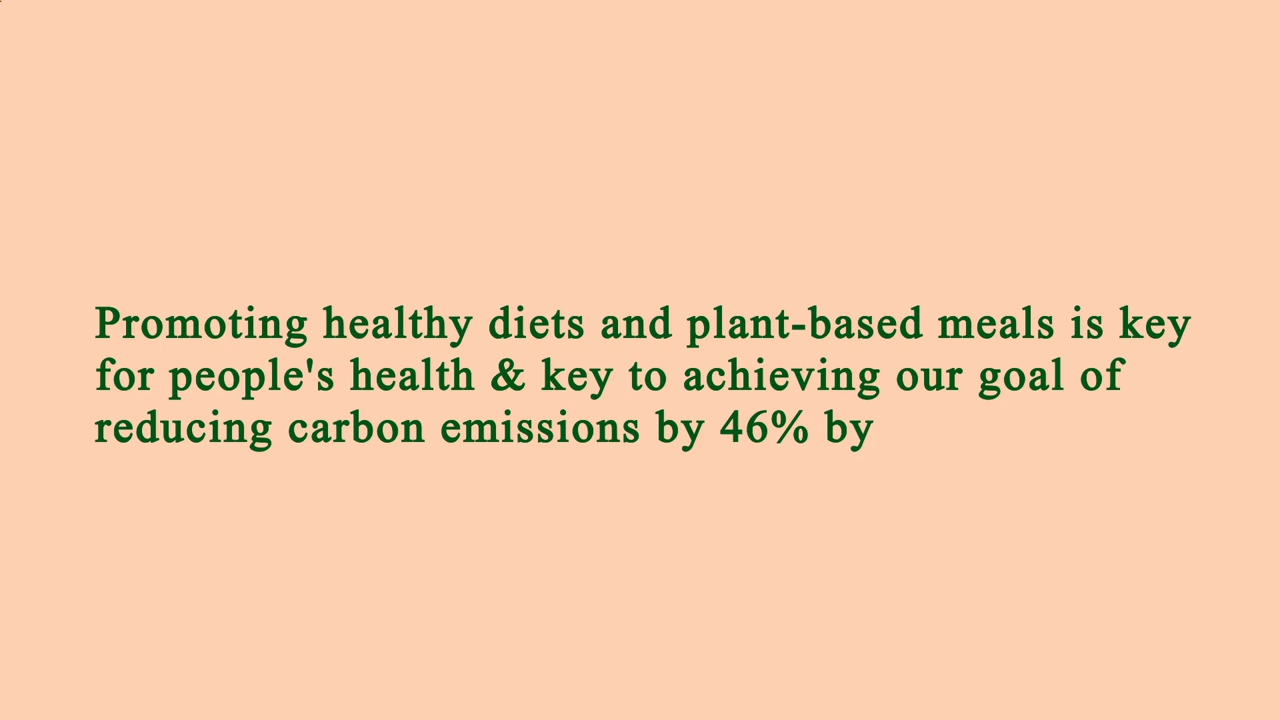 Promoting healthy diets and plant-based meals is key
for people's health & key to achieving our goal of
reducing carbon emissions by 46% by